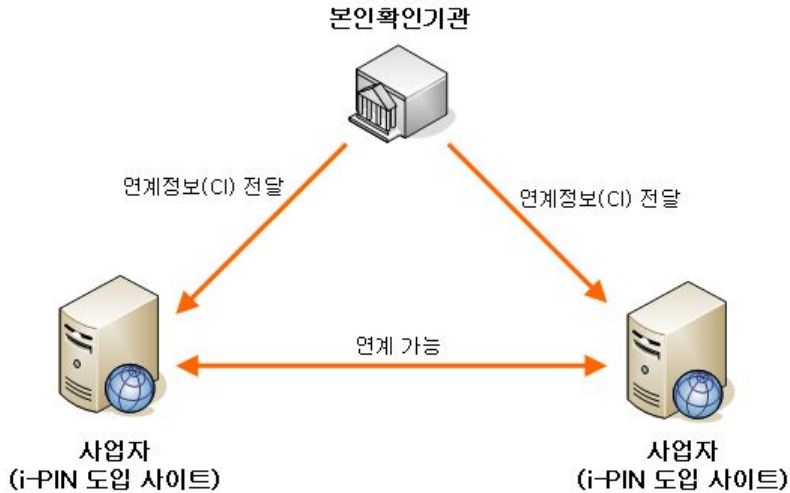 본인확인기관
연계정보(CI) 전달
연계정보(CI) 전달
연계 가능
사업자
(i-PIN 도입 사이트)
사업자
(i-PIN 도입 사이트)